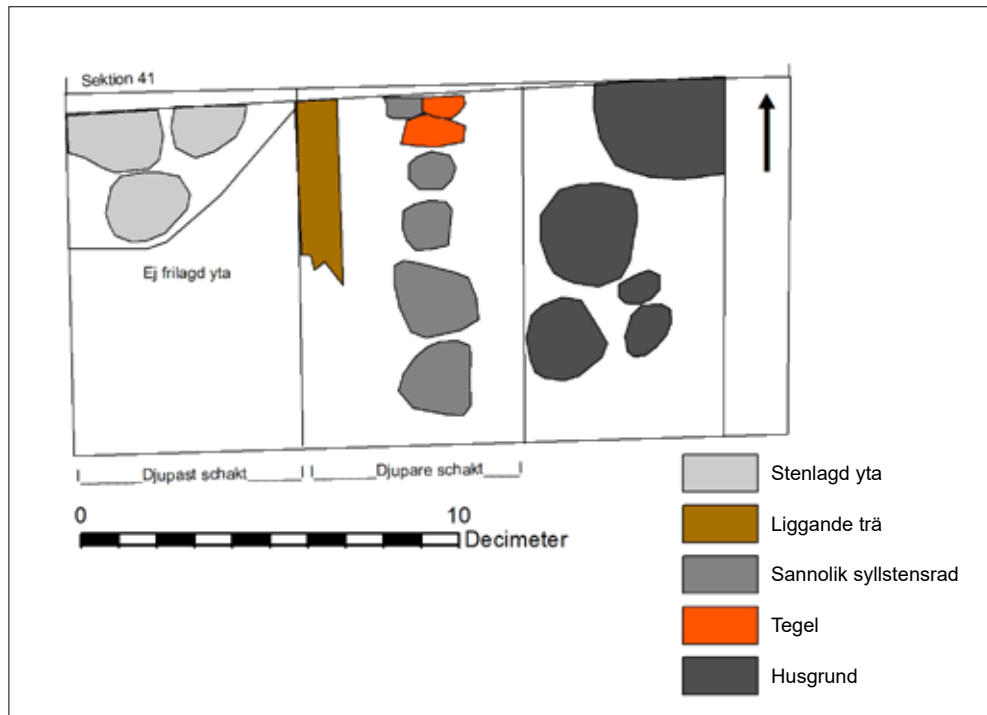 Sektion 41
Ej frilagd yta
I_______Djupast schakt______I I_______Djupare schakt____I
0 10
Decimeter
Stenlagd yta
Liggande trä
Sannolik syllstensrad
Tegel
Husgrund